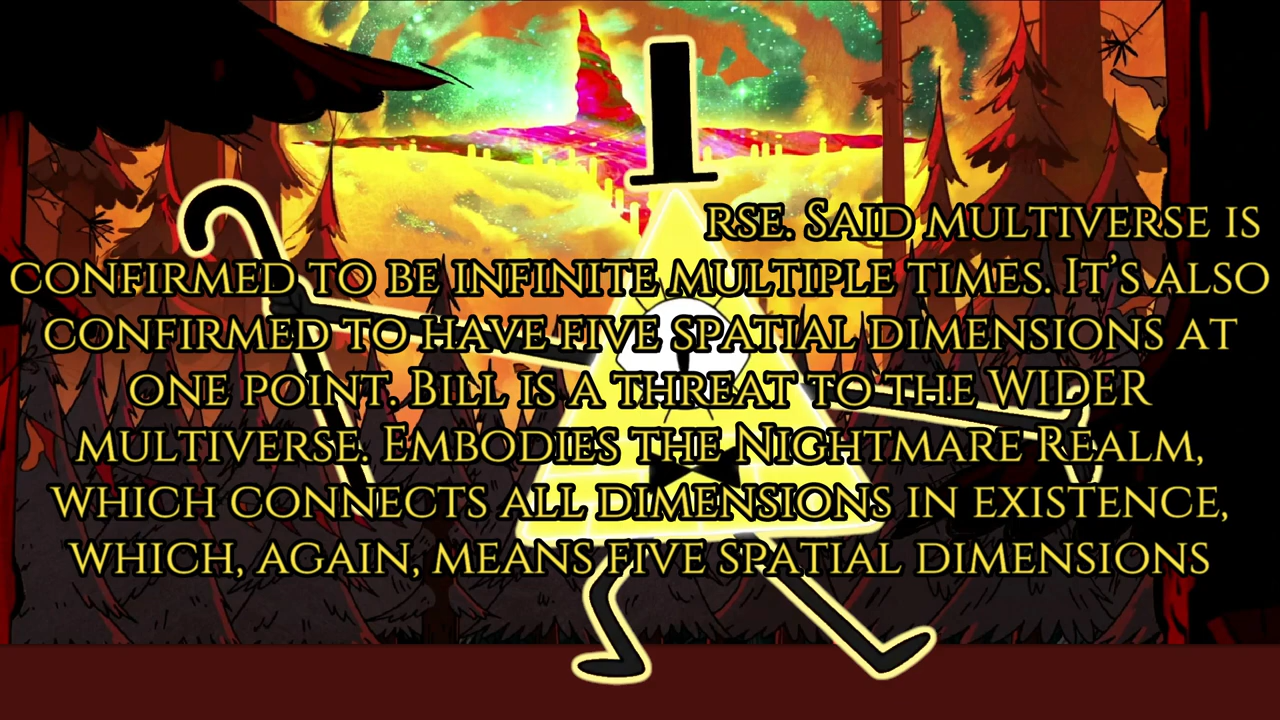 rse. Said multiverse is
confirmed to be infinite multiple times. It's also
confirmed to have five spatial dimensions at
one point. Bill is a threat to the WIDER
multiverse. Embodies the Nightmare Realm,
which connects all dimensions in existence,
which, again, means five spatial dimensions